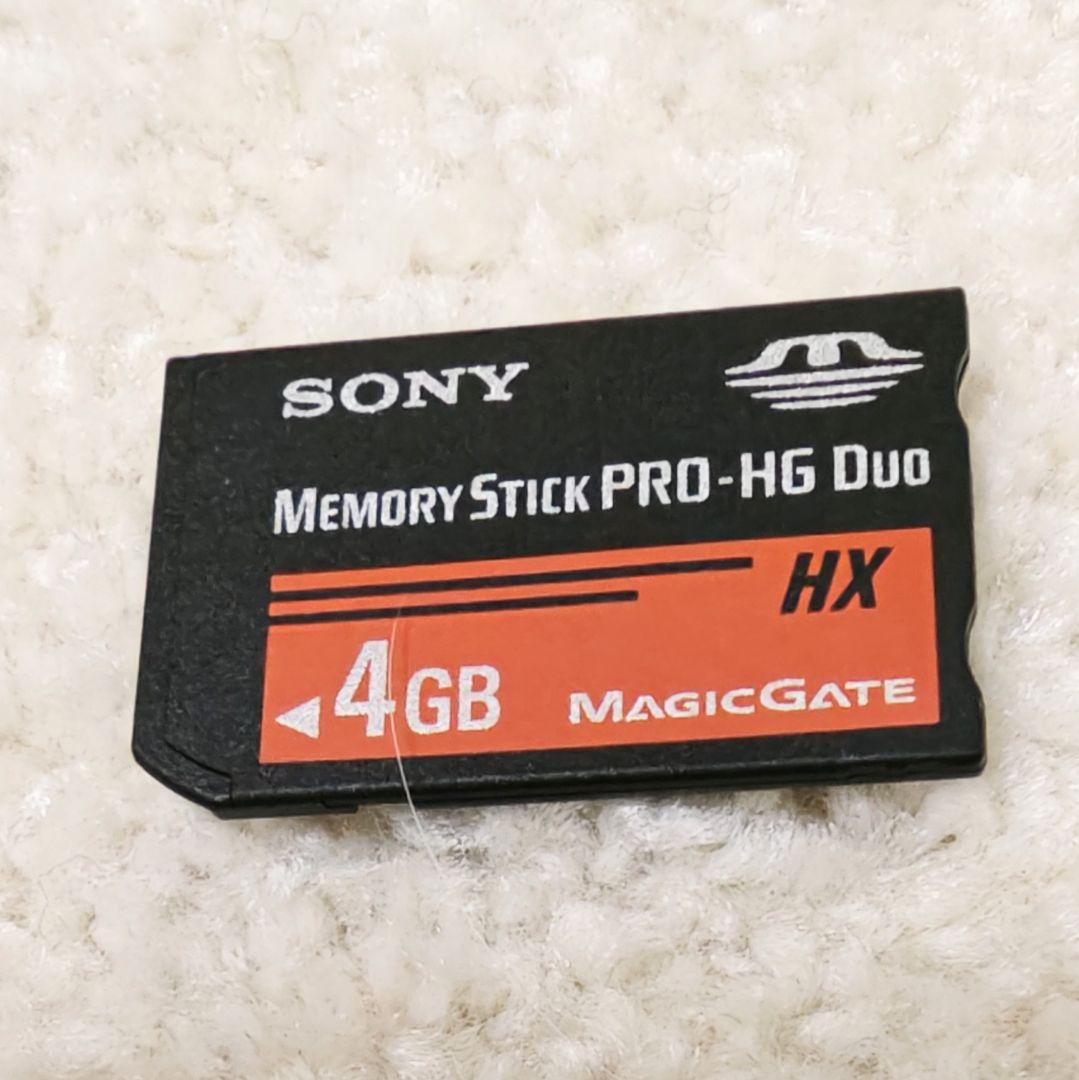 SONY
MEMORY STICK PRO-HG DUO
HX
4GB MAGICGATE